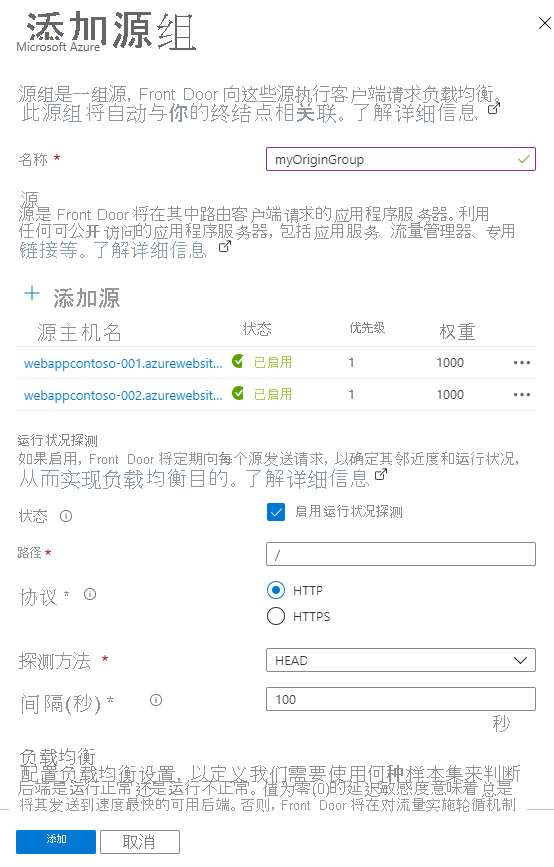 添加源组
Microsoft Azure
源组是一组源, Front Door 向这些源执行客户端请求负载均衡,
此源组将自动与你的终结点相关联。了解详细信息
名称 *
myOriginGroup
源
源是 Front Door 将在其中路由客户端请求的应用程序服务器。利用
任何可公开访问的应用程序服务器, 包括应用服务、流量管理器、专用
链接等。了解详细信息
+ 添加源
源主机名 状态 优先级 权重
webappcontoso-001.azurewebsit... 已启用 1 1000 ...
webappcontoso-002.azurewebsit... 已启用 1 1000 ...
运行状况探测
如果启用, Front Door 将定期向每个源发送请求, 以确定其邻近度和运行状况,
从而实现负载均衡目的。了解详细信息
状态 启用运行状况探测
路径 * /
协议 * HTTP
HTTPS
探测方法 * HEAD
间隔(秒) * 100
秒
负载均衡
配置负载均衡设置, 以定义我们需要使用何种样本集来判断
后端是运行正常还是运行不正常。值为零(0)的延迟敏感度意味着总是
将其发送到速度最快的可用后端。否则, Front Door 将在对流量实施轮循机制
添加 取消